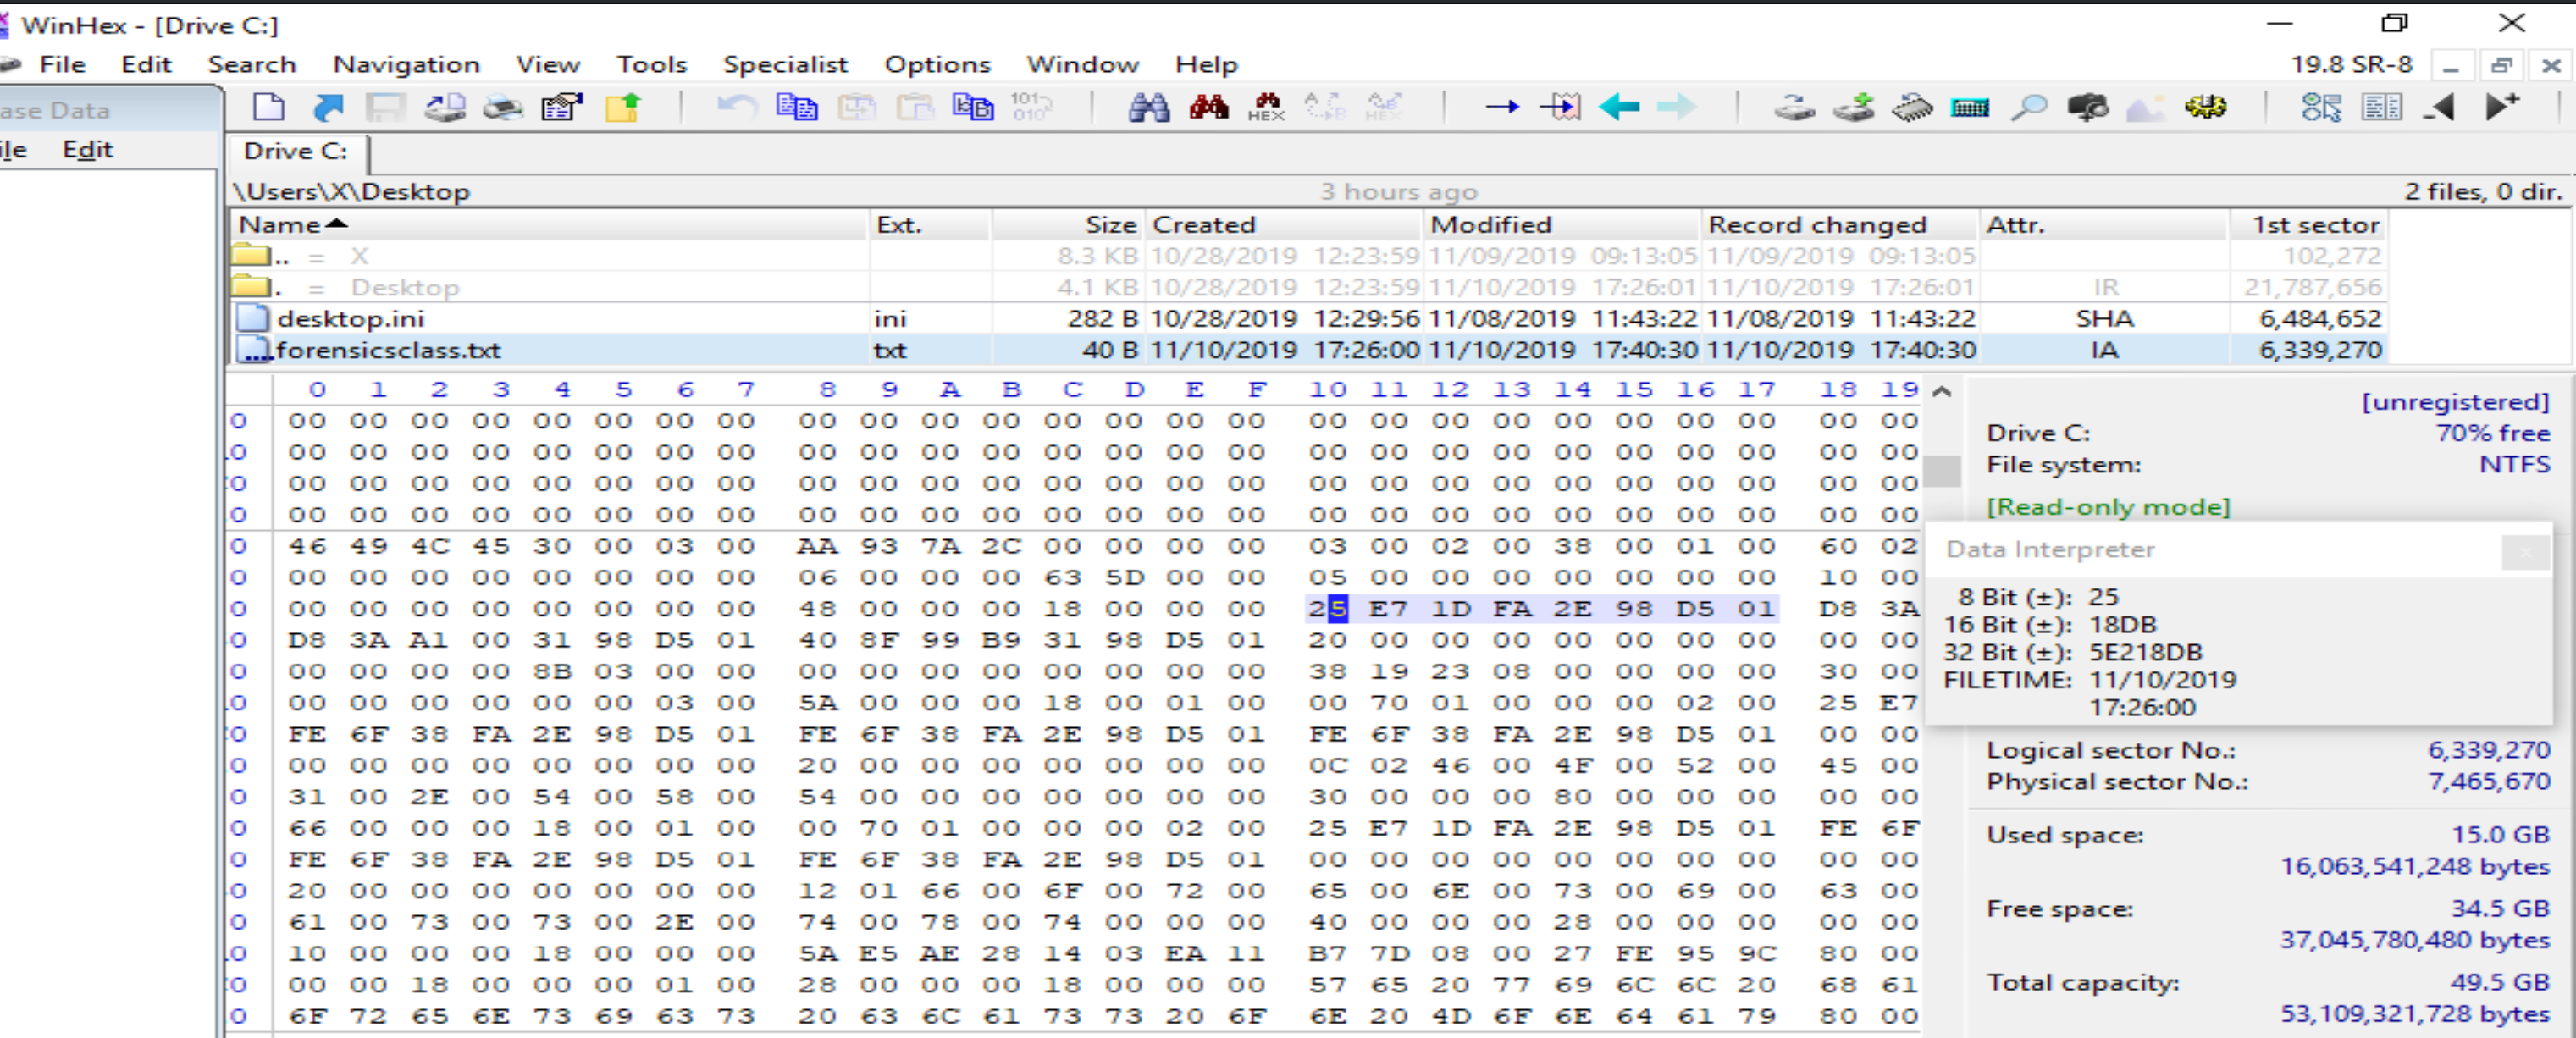 WinHex - [Drive C:]
File Edit Search Navigation View Tools Specialist Options Window Help 19.8 SR-8
ase Data
ile Edit
Drive C:
\Users\X\Desktop 3 hours ago 2 files, 0 dir.
Name Ext. Size Created Modified Record changed Attr. 1st sector
.. = X 8.3 KB 10/28/2019 12:23:59 11/09/2019 09:13:05 11/09/2019 09:13:05 102,272
. = Desktop 4.1 KB 10/28/2019 12:23:59 11/10/2019 17:26:01 11/10/2019 17:26:01 IR 21,787,656
desktop.ini ini 282 B 10/28/2019 12:29:56 11/08/2019 11:43:22 11/08/2019 11:43:22 SHA 6,484,652
forensicsclass.txt txt 40 B 11/10/2019 17:26:00 11/10/2019 17:40:30 11/10/2019 17:40:30 IA 6,339,270
0 1 2 3 4 5 6 7 8 9 A B C D E F 10 11 12 13 14 15 16 17 18 19
00 00 00 00 00 00 00 00 00 00 00 00 00 00 00 00 00 00 00 00 00 00 00 00 00 00
00 00 00 00 00 00 00 00 00 00 00 00 00 00 00 00 00 00 00 00 00 00 00 00 00 00
00 00 00 00 00 00 00 00 00 00 00 00 00 00 00 00 00 00 00 00 00 00 00 00 00 00
00 00 00 00 00 00 00 00 00 00 00 00 00 00 00 00 00 00 00 00 00 00 00 00 00 00
46 49 4C 45 30 00 03 00 AA 93 7A 2C 00 00 00 00 03 00 02 00 38 00 01 00 60 02
00 00 00 00 00 00 00 00 06 00 00 00 63 5D 00 00 05 00 00 00 00 00 00 00 10 00
00 00 00 00 00 00 00 00 48 00 00 00 18 00 00 00 25 E7 1D FA 2E 98 D5 01 D8 3A
D8 3A A1 00 31 98 D5 01 40 8F 99 B9 31 98 D5 01 20 00 00 00 00 00 00 00 00 00
00 00 00 00 8B 03 00 00 00 00 00 00 00 00 00 00 38 19 23 08 00 00 00 00 30 00
00 00 00 00 00 00 03 00 5A 00 00 00 18 00 01 00 00 70 01 00 00 00 02 00 25 E7
FE 6F 38 FA 2E 98 D5 01 FE 6F 38 FA 2E 98 D5 01 FE 6F 38 FA 2E 98 D5 01 00 00
00 00 00 00 00 00 00 00 20 00 00 00 00 00 00 00 0C 02 46 00 4F 00 52 00 45 00
31 00 2E 00 54 00 58 00 54 00 00 00 00 00 00 00 30 00 00 00 80 00 00 00 00 00
66 00 00 00 18 00 01 00 00 70 01 00 00 00 02 00 25 E7 1D FA 2E 98 D5 01 FE 6F
FE 6F 38 FA 2E 98 D5 01 FE 6F 38 FA 2E 98 D5 01 00 00 00 00 00 00 00 00 00 00
20 00 00 00 00 00 00 00 12 01 66 00 6F 00 72 00 65 00 6E 00 73 00 69 00 63 00
61 00 73 00 73 00 2E 00 74 00 78 00 74 00 00 00 40 00 00 00 28 00 00 00 00 00
10 00 00 00 18 00 00 00 5A E5 AE 28 14 03 EA 11 B7 7D 08 00 27 FE 95 9C 80 00
00 00 18 00 00 00 01 00 28 00 00 00 18 00 00 00 57 65 20 77 69 6C 6C 20 68 61
6F 72 65 6E 73 69 63 73 20 63 6C 61 73 73 20 6F 6E 20 4D 6F 6E 64 61 79 80 00
[unregistered]
Drive C: 70% free
File system: NTFS
[Read-only mode]
Data Interpreter
8 Bit (±): 25
16 Bit (±): 18DB
32 Bit (±): 5E218DB
FILETIME: 11/10/2019
17:26:00
Logical sector No.: 6,339,270
Physical sector No.: 7,465,670
Used space: 15.0 GB
16,063,541,248 bytes
Free space: 34.5 GB
37,045,780,480 bytes
Total capacity: 49.5 GB
53,109,321,728 bytes